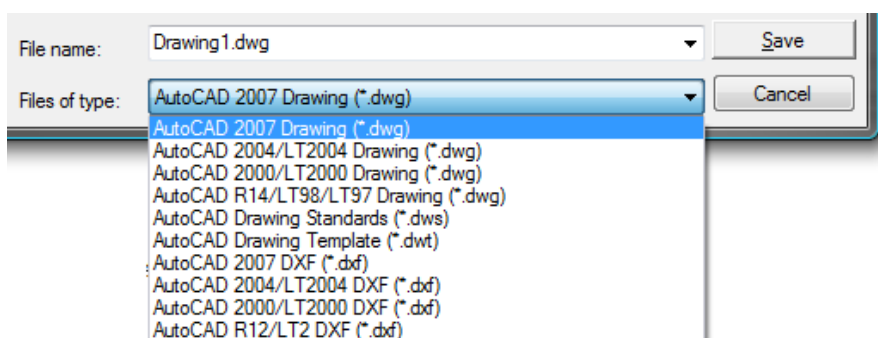 File name: Drawing1.dwg Save
Files of type: AutoCAD 2007 Drawing (*.dwg) Cancel
AutoCAD 2007 Drawing (*.dwg)
AutoCAD 2004/LT2004 Drawing (*.dwg)
AutoCAD 2000/LT2000 Drawing (*.dwg)
AutoCAD R14/LT98/LT97 Drawing (*.dwg)
AutoCAD Drawing Standards (*.dws)
AutoCAD Drawing Template (*.dwt)
AutoCAD 2007 DXF (*.dxf)
AutoCAD 2004/LT2004 DXF (*.dxf)
AutoCAD 2000/LT2000 DXF (*.dxf)
AutoCAD R12/LT2 DXF (*.dxf)